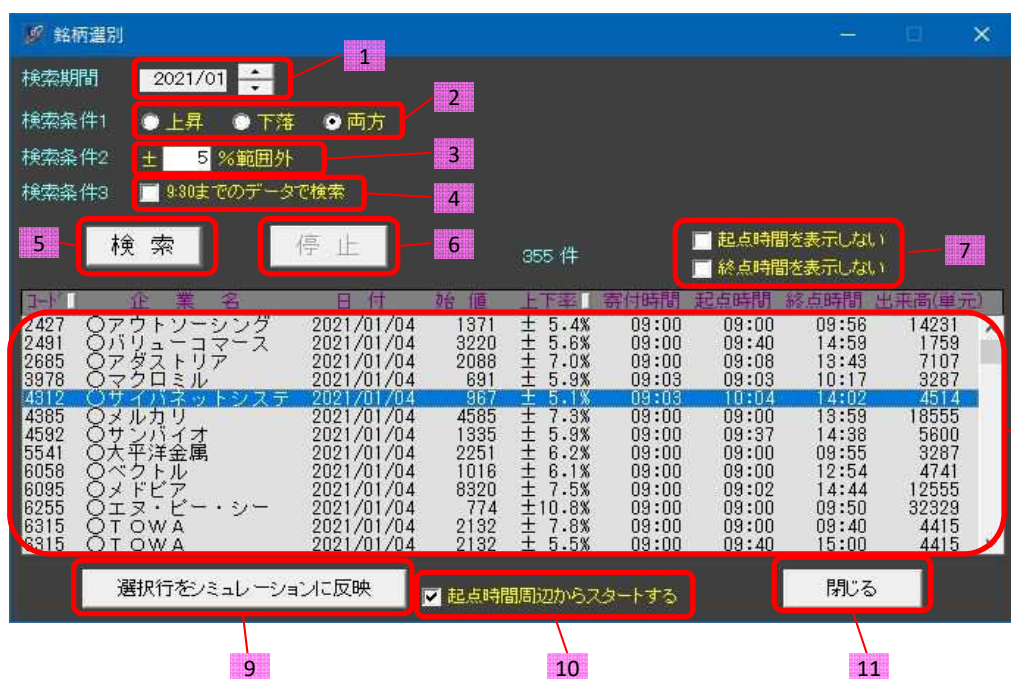 銘柄選別
1
検索期間 2021/01
2
検索条件1 上昇 下落 両方
検索条件2 ± 5 %範囲外 3
検索条件3 9:30までのデータで検索 4
5 検 索 停 止 6 355 件 起点時間を表示しない 7
終点時間を表示しない
コード 企 業 名 日 付 始 値 上下率 寄付時間 起点時間 終点時間 出来高(単元)
2427 ○アウトソーシング 2021/01/04 1371 ± 5.4% 09:00 09:00 09:56 14231
2491 ○バリューコマース 2021/01/04 3220 ± 5.6% 09:00 09:40 14:59 1759
2685 ○アダストリア 2021/01/04 2088 ± 7.0% 09:00 09:08 13:43 7107
3978 ○マクロミル 2021/01/04 691 ± 5.9% 09:03 09:03 10:17 3287
4312 ○サイバネットシステ 2021/01/04 967 ± 5.1% 09:03 10:04 14:02 4514
4385 ○メルカリ 2021/01/04 4585 ± 7.3% 09:00 09:00 13:59 18555
4592 ○サンバイオ 2021/01/04 1335 ± 5.9% 09:00 09:37 14:38 5600
5541 ○大平洋金属 2021/01/04 2251 ± 6.2% 09:00 09:00 09:55 3287
6058 ○ベクトル 2021/01/04 1016 ± 6.1% 09:00 09:00 12:54 4741
6095 ○メドピア 2021/01/04 8320 ± 7.5% 09:00 09:02 14:44 12555
6255 ○エヌ・ピー・シー 2021/01/04 774 ±10.8% 09:00 09:00 09:50 32329
6315 ○TOWA 2021/01/04 2132 ± 7.8% 09:00 09:00 09:40 4415
6315 ○TOWA 2021/01/04 2132 ± 5.5% 09:00 09:40 15:00 4415
選択行をシミュレーションに反映 起点時間周辺からスタートする 閉じる
9 10 11